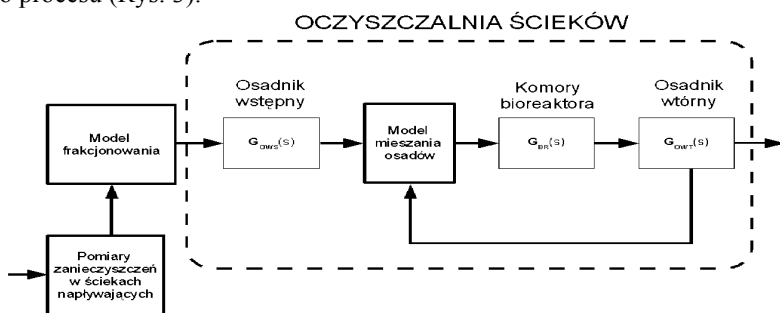 o procesu (Rys. 3).
OCZYSZCZALNIA ŚCIEKÓW
Osadnik
wstępny
Komory
bioreaktora
Osadnik
wtórny
Model
frakcjonowania
G_OWS(s)
Model
mieszania
osadów
G_BR(s)
G_OWT(s)
Pomiary
zanieczyszczeń
w ściekach
napływających